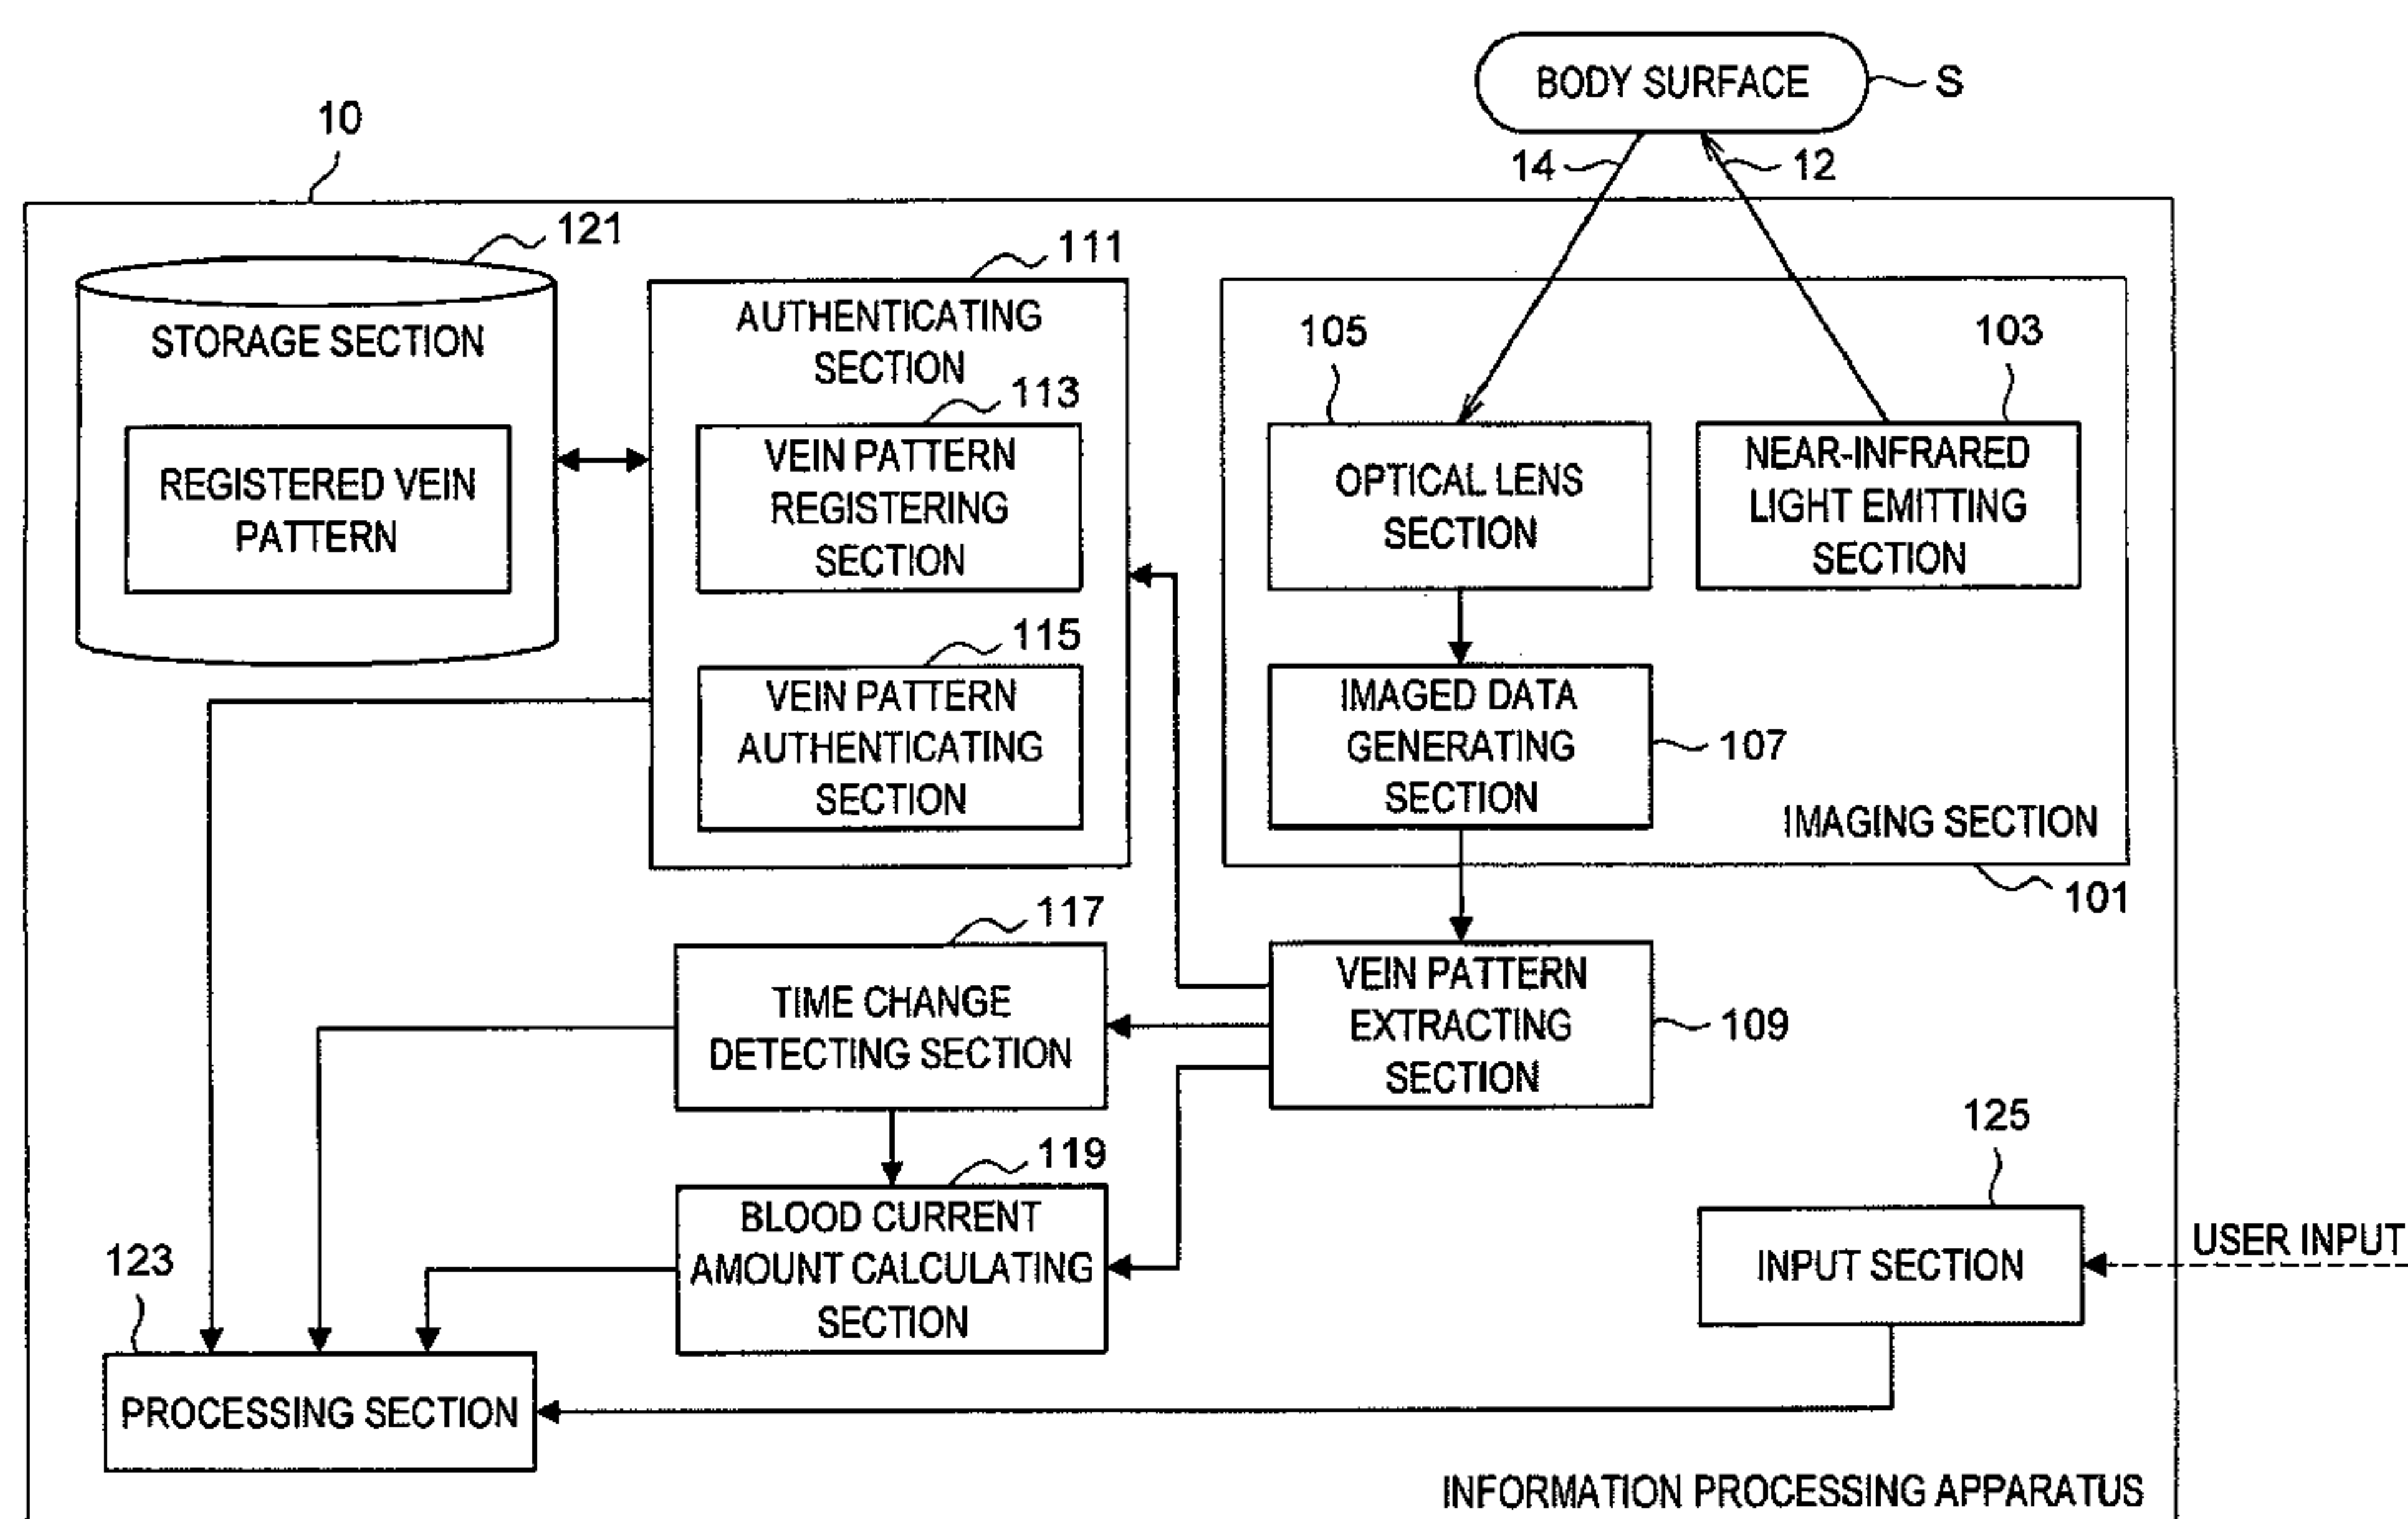 BODY SURFACE
S
10
14
12
121
111
STORAGE SECTION
AUTHENTICATING
SECTION
105
103
113
REGISTERED VEIN
PATTERN
VEIN PATTERN
REGISTERING
SECTION
OPTICAL LENS
SECTION
NEAR-INFRARED
LIGHT EMITTING
SECTION
115
VEIN PATTERN
AUTHENTICATING
SECTION
IMAGED DATA
GENERATING
SECTION
107
IMAGING SECTION
101
117
TIME CHANGE
DETECTING SECTION
VEIN PATTERN
EXTRACTING
SECTION
109
119
125
BLOOD CURRENT
AMOUNT CALCULATING
SECTION
INPUT SECTION
USER INPUT
123
PROCESSING SECTION
INFORMATION PROCESSING APPARATUS